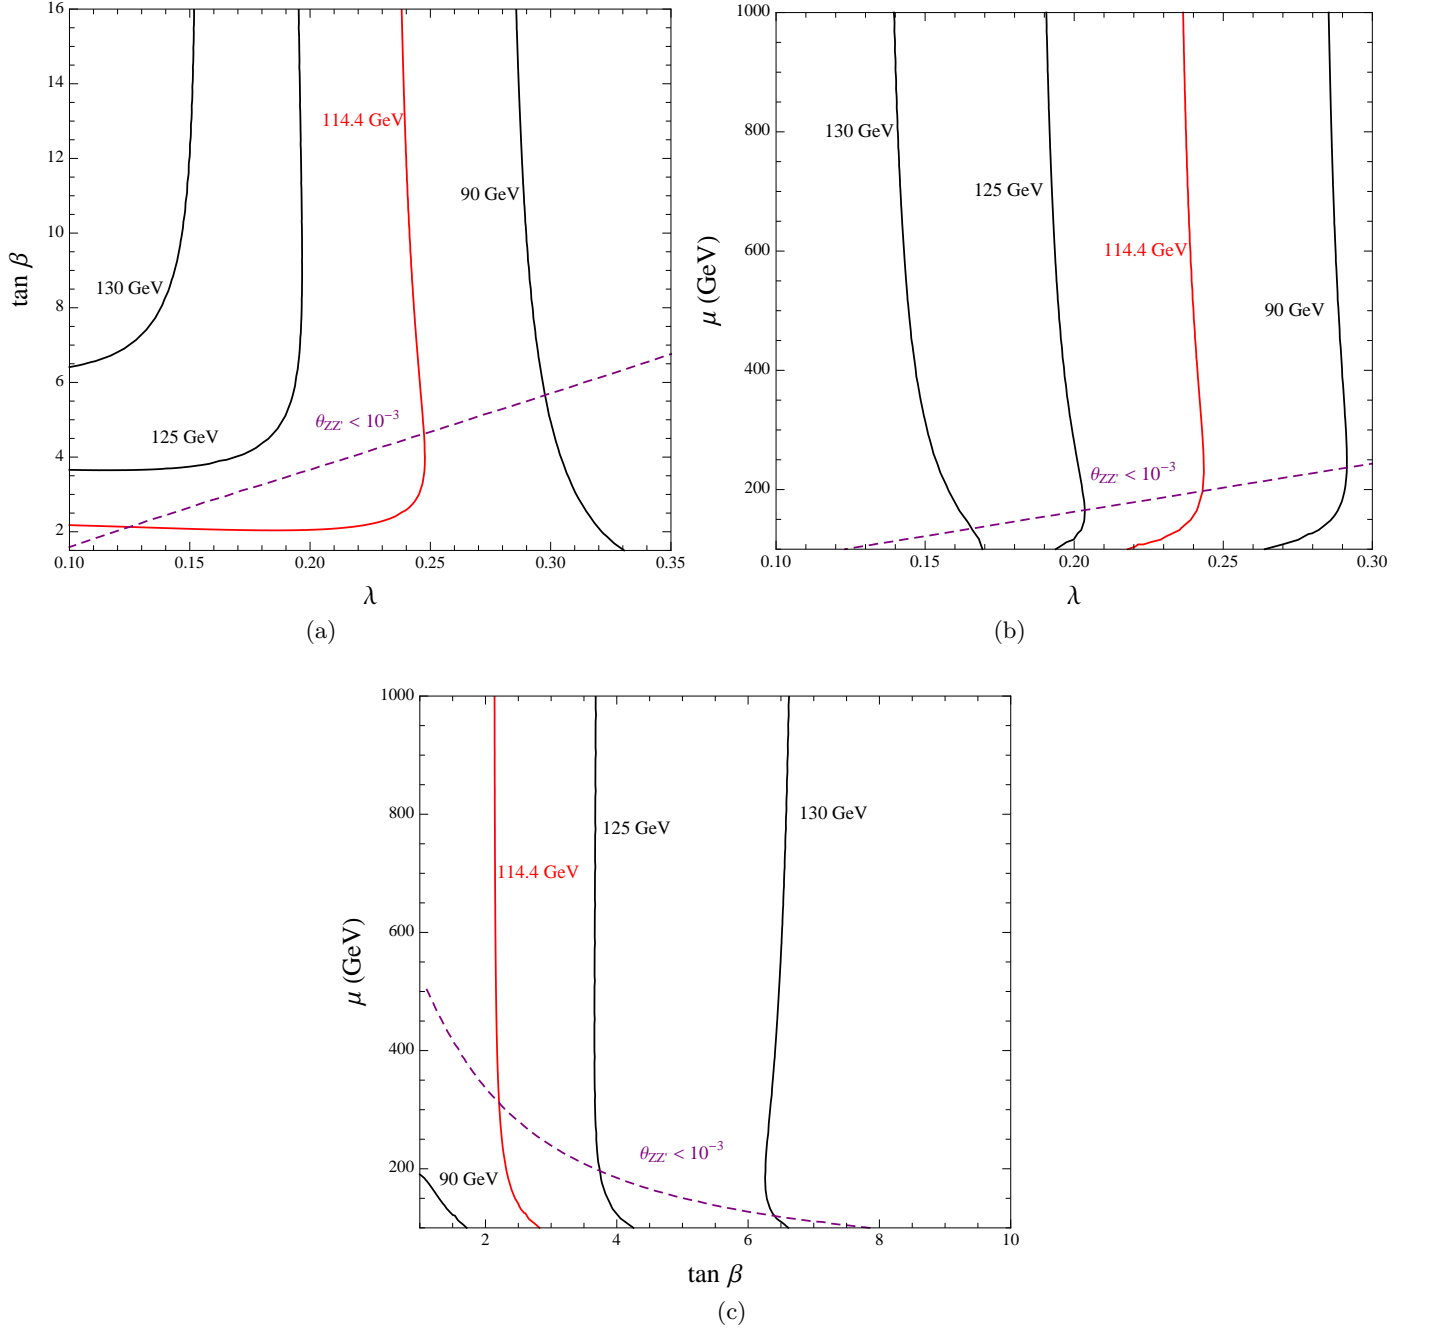 16
14
12
10
8
6
4
2
tan β
130 GeV
125 GeV
114.4 GeV
90 GeV
θZZ' < 10−3
0.10 0.15 0.20 0.25 0.30 0.35
λ
(a)
1000
800
600
400
200
μ (GeV)
130 GeV
125 GeV
114.4 GeV
90 GeV
θZZ' < 10−3
0.10 0.15 0.20 0.25 0.30
λ
(b)
1000
800
600
400
200
μ (GeV)
130 GeV
125 GeV
114.4 GeV
θZZ' < 10−3
90 GeV
2 4 6 8 10
tan β
(c)